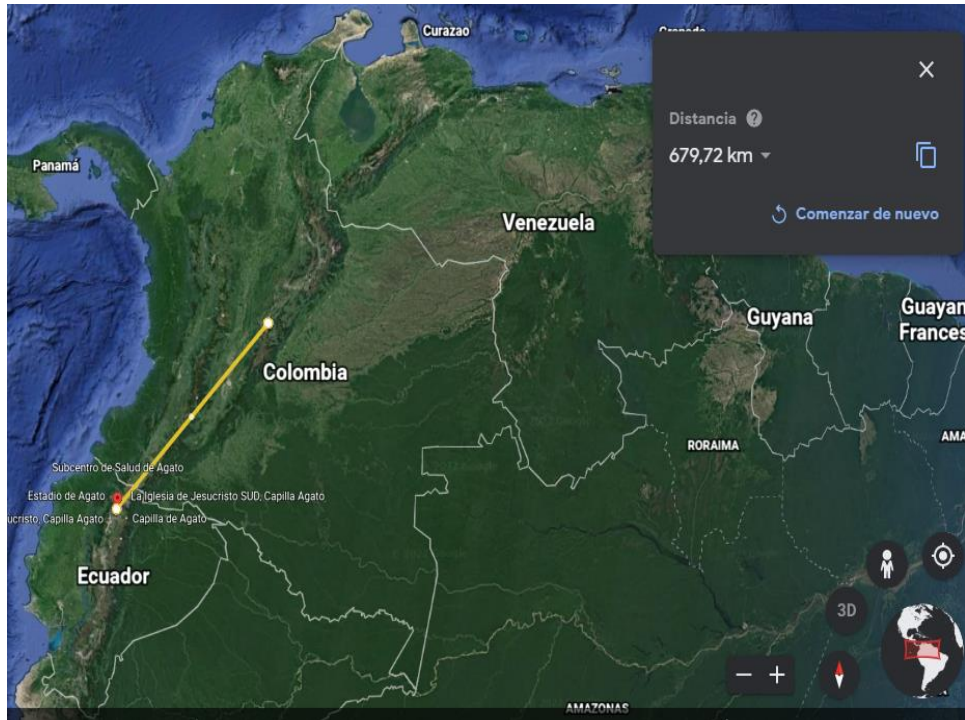 Curazao
Panamá
Distancia
679,72 km
Comenzar de nuevo
Venezuela
Guyana
Guayan
Frances
Colombia
RORAIMA
AMA
Subcentro de Salud de Agato
Estadio de Agato
La Iglesia de Jesucristo SUD, Capilla Agato
ucristo, Capilla Agato
Capilla de Agato
Ecuador
3D
AMAZONAS